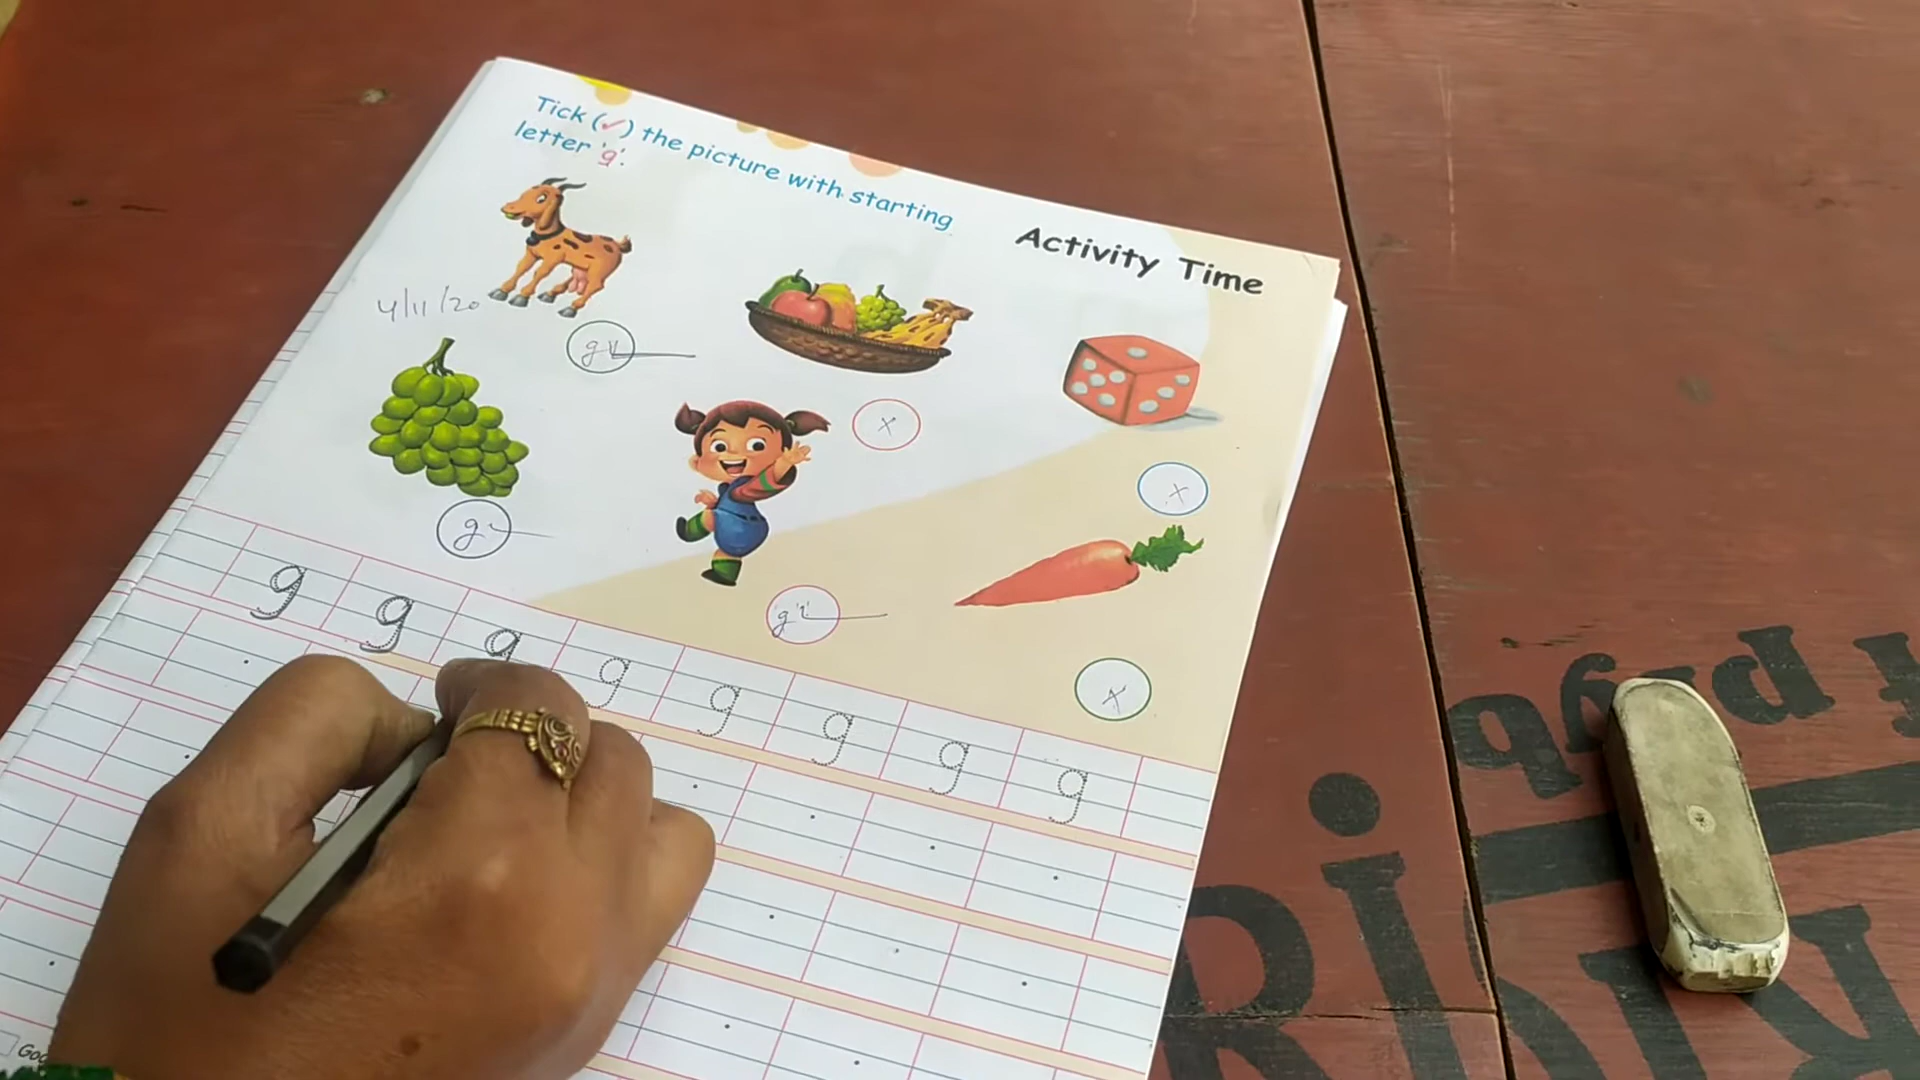 Tick (✓) the picture with starting
letter 'g'.
Activity Time
4/11/20
g
x
x
g
g
x
g g g g g g g g